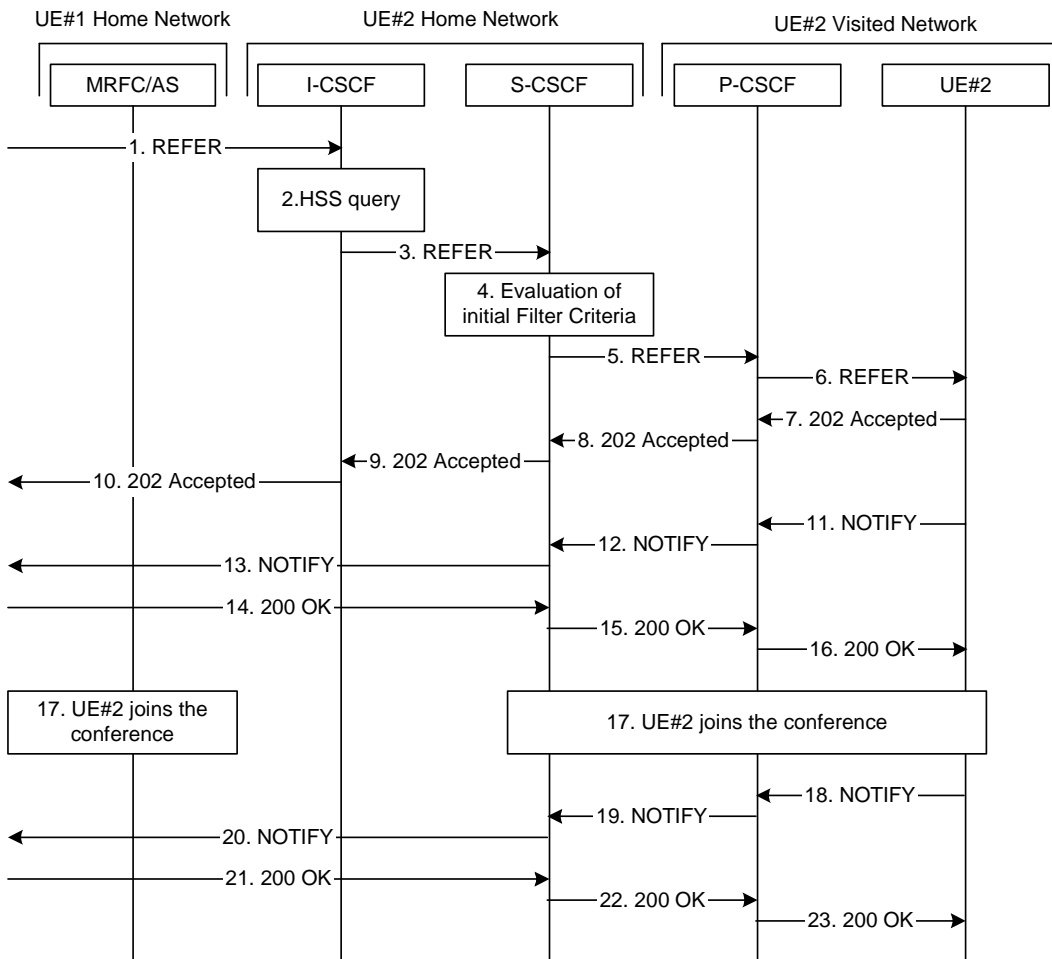 UE#1 Home Network
UE#2 Home Network
UE#2 Visited Network
MRFC/AS
I-CSCF
S-CSCF
P-CSCF
UE#2
1. REFER
2.HSS query
3. REFER
4. Evaluation of
initial Filter Criteria
5. REFER
6. REFER
7. 202 Accepted
8. 202 Accepted
9. 202 Accepted
10. 202 Accepted
11. NOTIFY
12. NOTIFY
13. NOTIFY
14. 200 OK
15. 200 OK
16. 200 OK
17. UE#2 joins the
conference
17. UE#2 joins the conference
18. NOTIFY
19. NOTIFY
20. NOTIFY
21. 200 OK
22. 200 OK
23. 200 OK